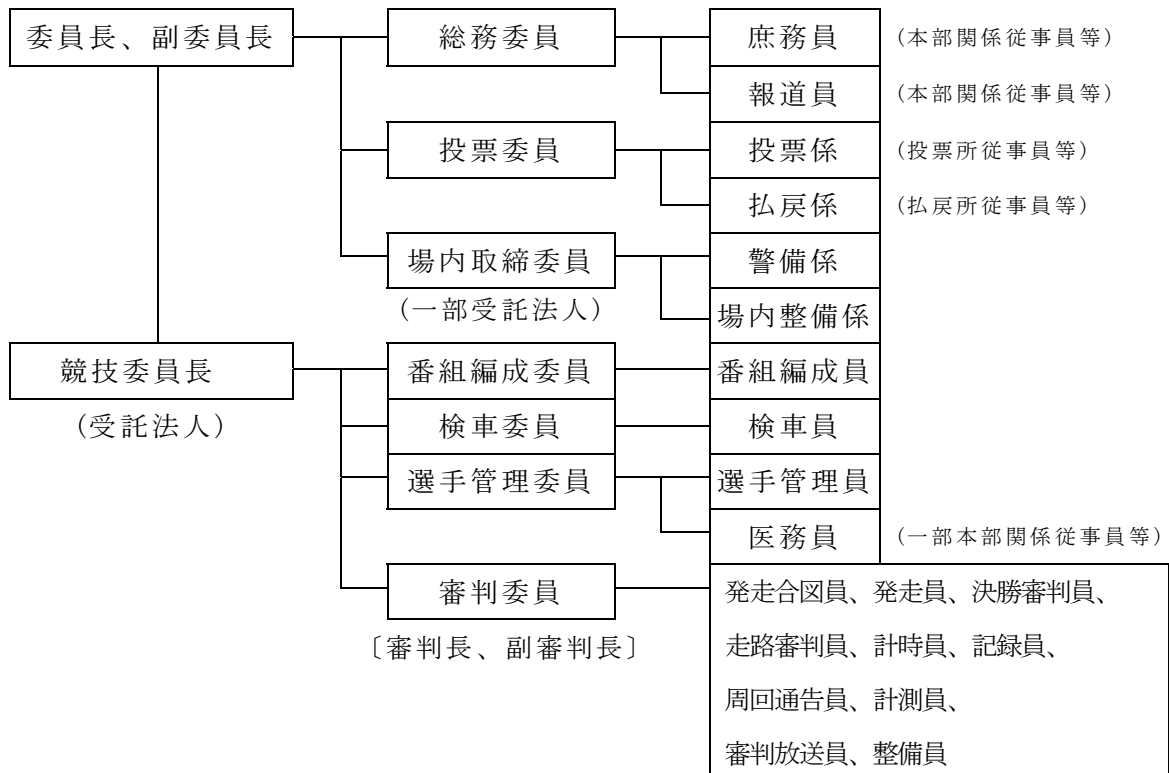 委員長、副委員長 総務委員 庶務員 (本部関係従事員等)
報道員 (本部関係従事員等)
投票委員 投票係 (投票所従事員等)
払戻係 (払戻所従事員等)
場内取締委員 警備係
(一部受託法人) 場内整備係
競技委員長 番組編成委員 番組編成員
(受託法人) 検車委員 検車員
選手管理委員 選手管理員
医務員 (一部本部関係従事員等)
審判委員 発走合図員、発走員、決勝審判員、
〔審判長、副審判長〕 走路審判員、計時員、記録員、
周回通告員、計測員、
審判放送員、整備員